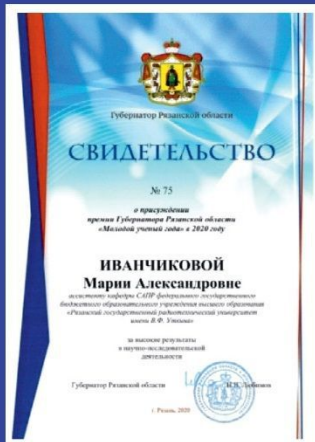 Губернатор Рязанской области
СВИДЕТЕЛЬСТВО
№ 75
о присуждении
премии Губернатора Рязанской области
«Молодой ученый года» в 2020 году
ИВАНЧИКОВОЙ
Марии Александровне
ассистенту кафедры САПР федерального государственного
бюджетного образовательного учреждения высшего образования
«Рязанский государственный радиотехнический университет
имени В.Ф. Уткина»
за высокие результаты
в научно-исследовательской
деятельности
Губернатор Рязанской области Н.В. Любимов
г. Рязань, 2020